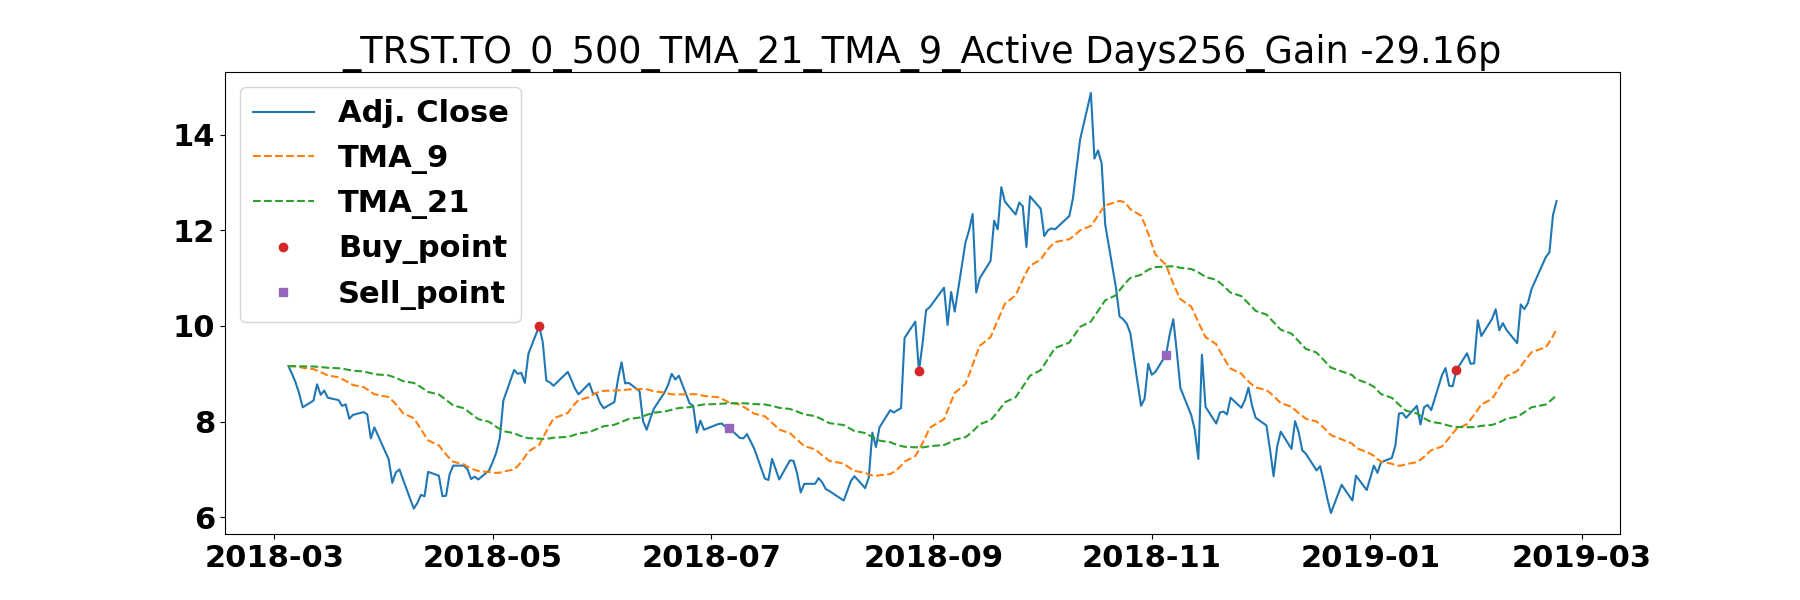 _TRST.TO_0_500_TMA_21_TMA_9_Active Days256_Gain -29.16p
Adj. Close
TMA_9
TMA_21
Buy_point
Sell_point
14
12
10
8
6
2018-03 2018-05 2018-07 2018-09 2018-11 2019-01 2019-03